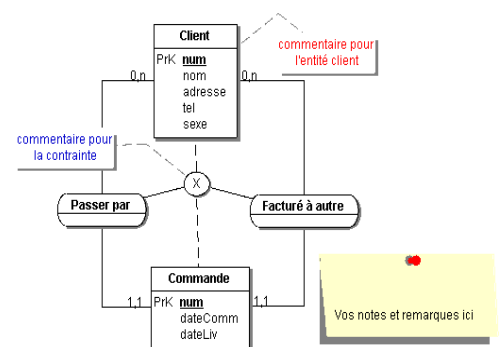 Client
PrK num
nom
adresse
tel
sexe
commentaire pour
l'entité client
0,n
0,n
commentaire pour
la contrainte
X
Passer par
Facturé à autre
Commande
1,1
PrK num
1,1
dateComm
dateLiv
Vos notes et remarques ici